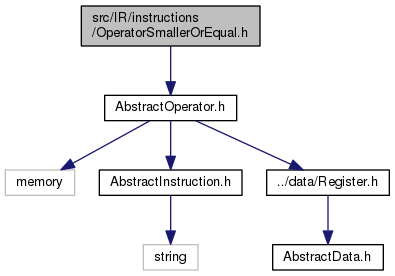 src/IR/instructions
/OperatorSmallerOrEqual.h
AbstractOperator.h
memory
AbstractInstruction.h
../data/Register.h
string
AbstractData.h